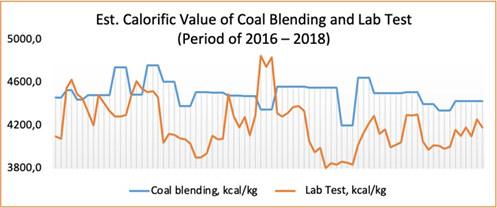 Est. Calorific Value of Coal Blending and Lab Test
(Period of 2016 – 2018)
5000,0
4600,0
4200,0
3800,0
Coal blending, kcal/kg Lab Test, kcal/kg